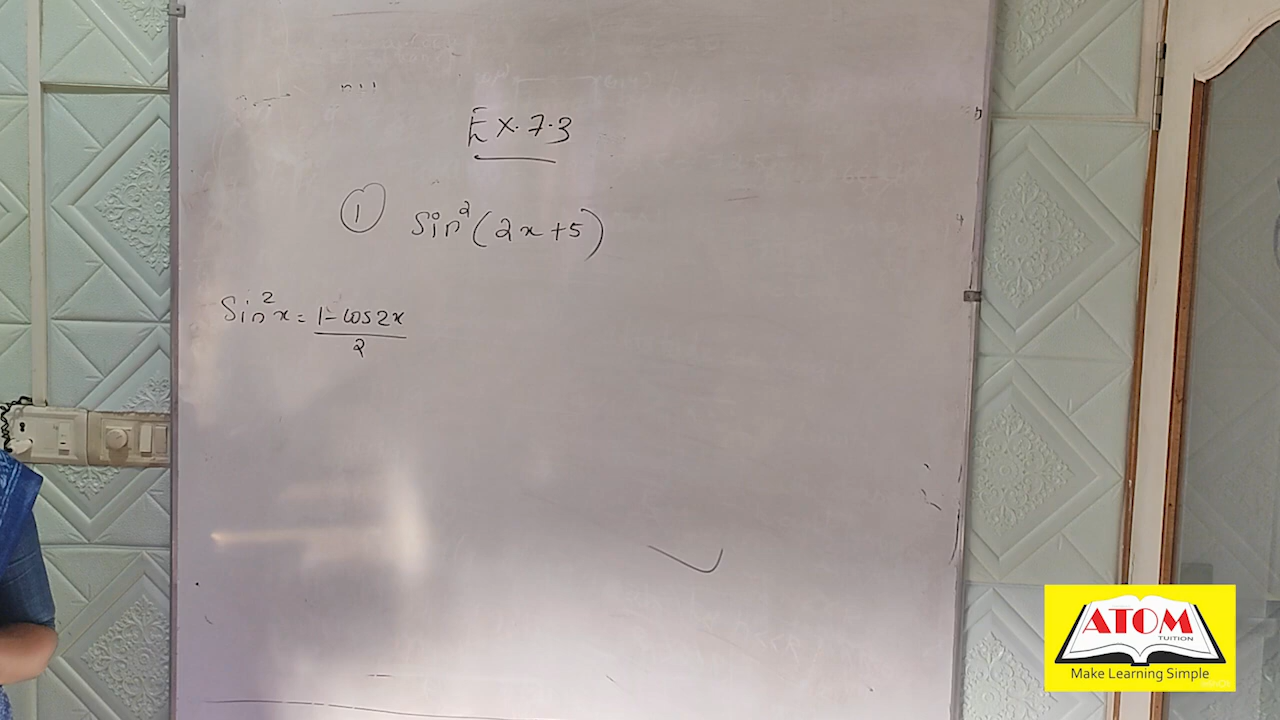 Ex. 7.3
① sin²(2x+5)
Sin²x = 1-cos2x
2
ATOM
TUITION
Make Learning Simple